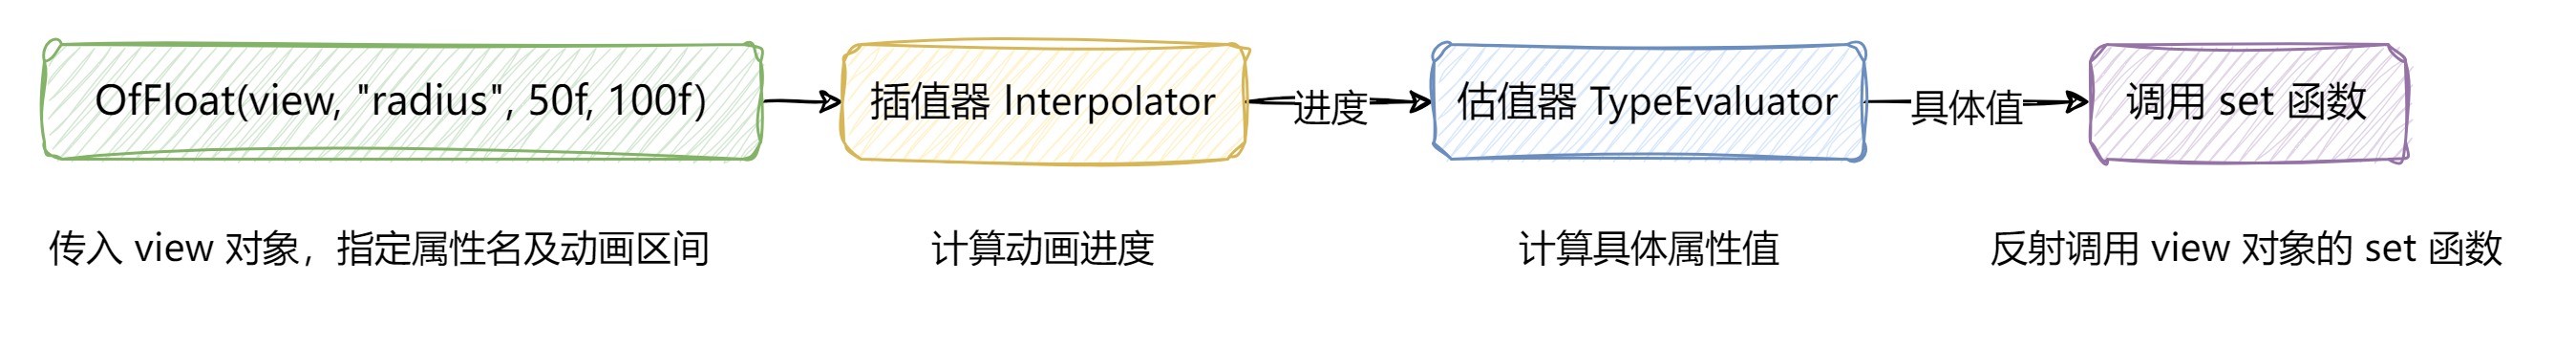 OfFloat(view, "radius", 50f, 100f)
插值器 Interpolator
进度
估值器 TypeEvaluator
具体值
调用 set 函数
传入 view 对象，指定属性名及动画区间
计算动画进度
计算具体属性值
反射调用 view 对象的 set 函数